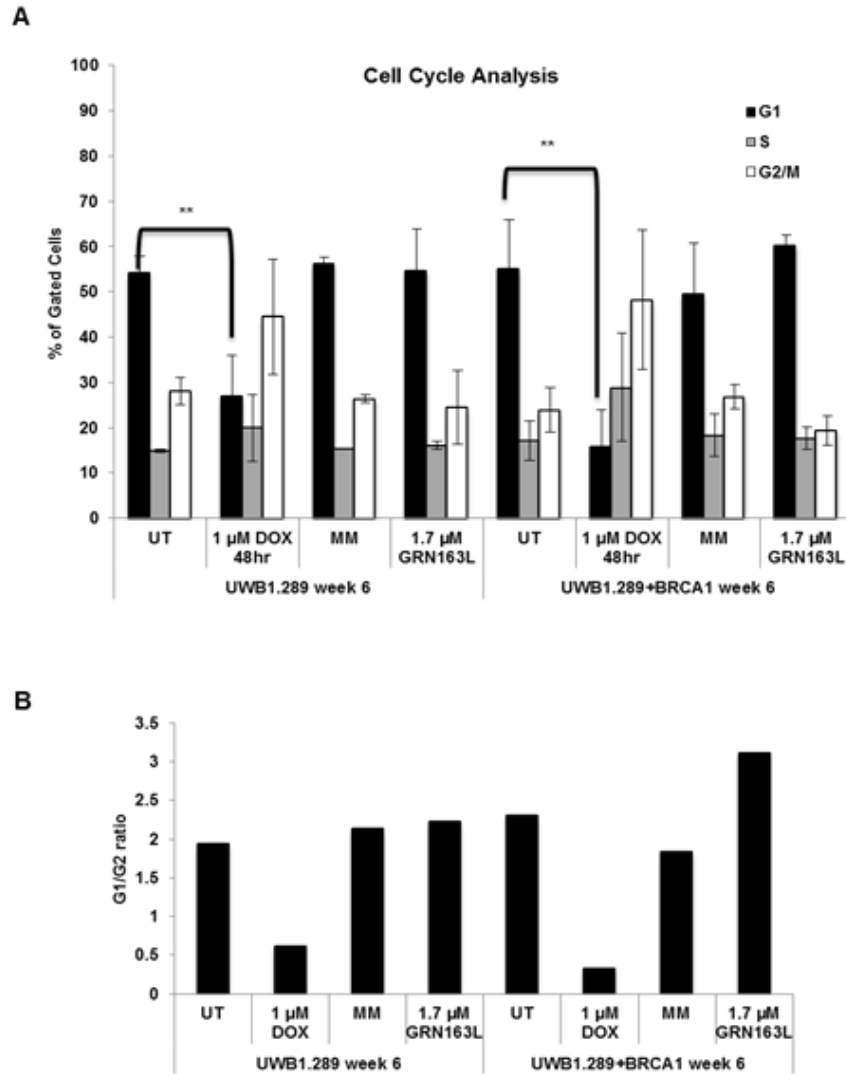 A
Cell Cycle Analysis
100
90
80
70
60
50
40
30
20
10
0
% of Gated Cells
G1
S
G2/M
**
**
UT
1 µM DOX
48hr
MM
1.7 µM
GRN163L
UT
1 µM DOX
48hr
MM
1.7 µM
GRN163L
UWB1.289 week 6
UWB1.289+BRCA1 week 6
B
3.5
3
2.5
2
1.5
1
0.5
0
G1/G2 ratio
UT
1 µM
DOX
MM
1.7 µM
GRN163L
UT
1 µM
DOX
MM
1.7 µM
GRN163L
UWB1.289 week 6
UWB1.289+BRCA1 week 6